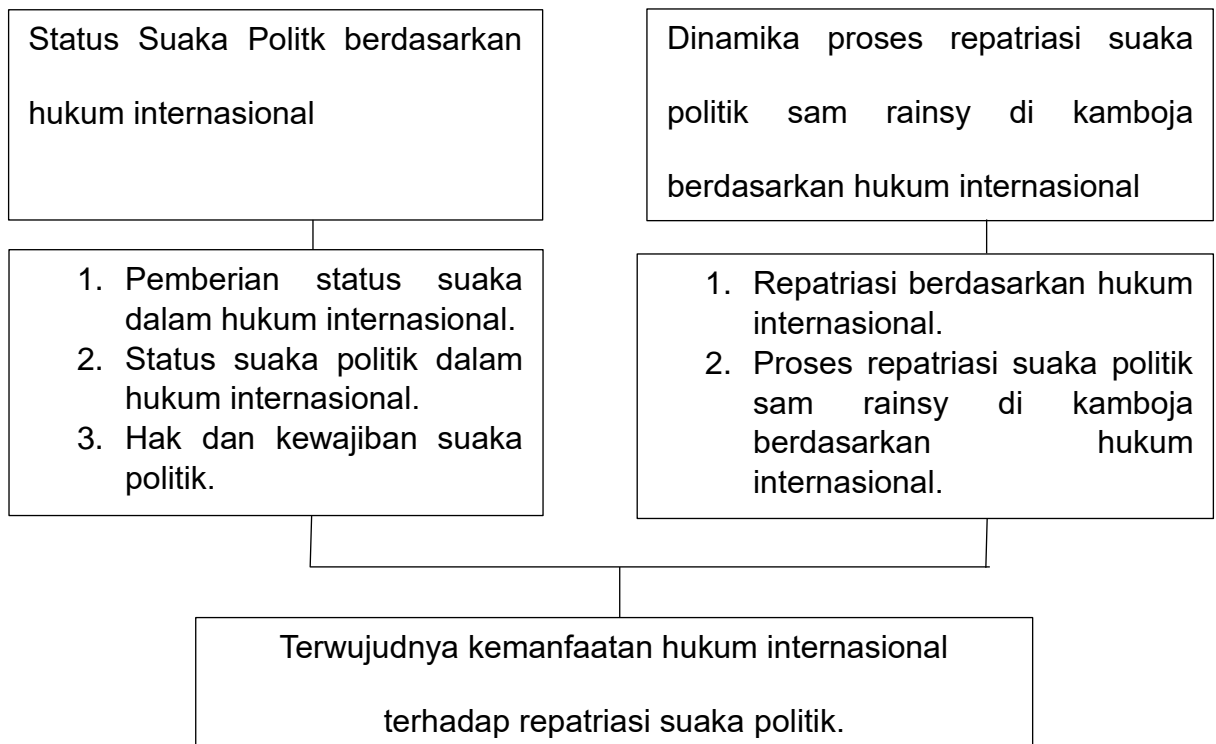 Status Suaka Politk berdasarkan
hukum internasional
Dinamika proses repatriasi suaka
politik sam rainsy di kamboja
berdasarkan hukum internasional
1. Pemberian status suaka
dalam hukum internasional.
2. Status suaka politik dalam
hukum internasional.
3. Hak dan kewajiban suaka
politik.
1. Repatriasi berdasarkan hukum
internasional.
2. Proses repatriasi suaka politik
sam rainsy di kamboja
berdasarkan hukum
internasional.
Terwujudnya kemanfaatan hukum internasional
terhadap repatriasi suaka politik.